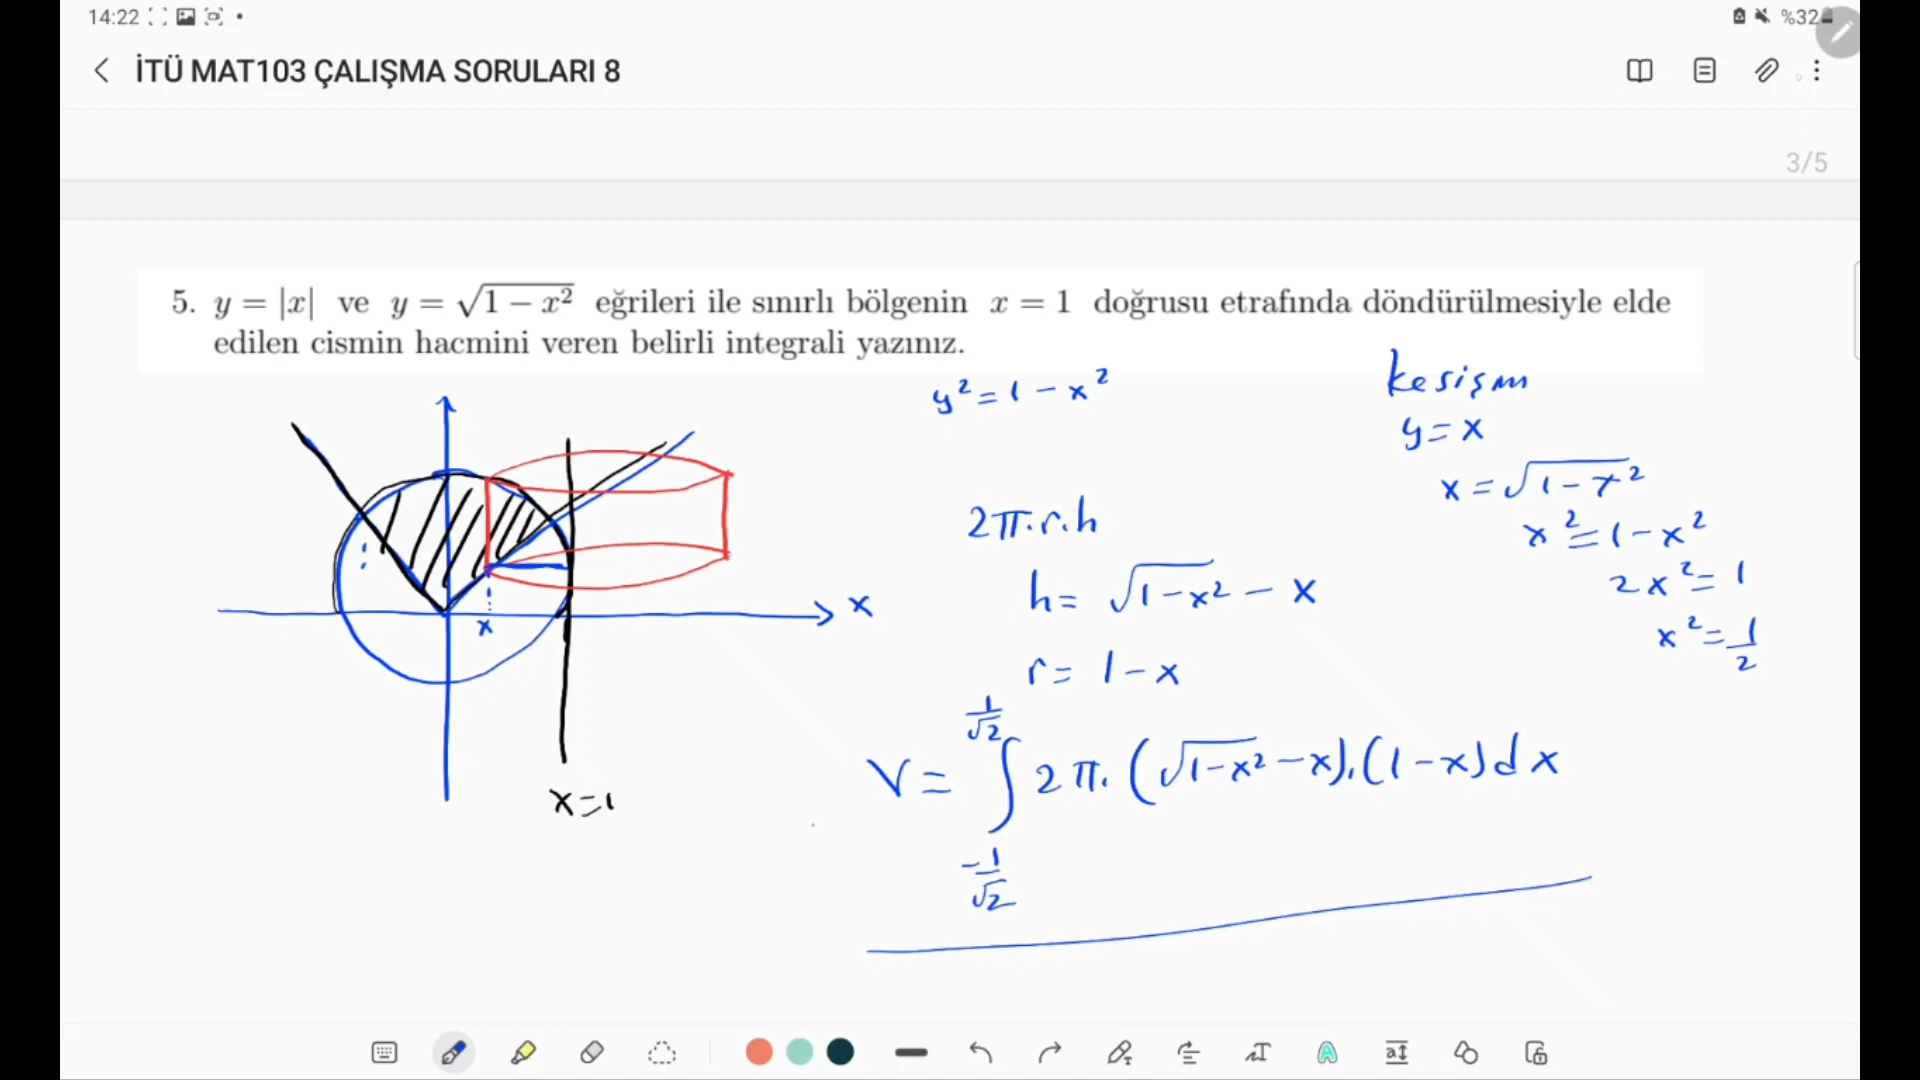 14:22
%32
İTÜ MAT103 ÇALIŞMA SORULARI 8
3/5
5. y = |x| ve y = √(1 − x²) eğrileri ile sınırlı bölgenin x = 1 doğrusu etrafında döndürülmesiyle elde
edilen cismin hacmini veren belirli integrali yazınız.
y² = 1 − x²
kesişm
y = x
x = √(1 − x²)
x² = 1 − x²
2x² = 1
x² = 1/2
2π.r.h
h = √(1−x²) − x
r = 1 − x
V = ∫_{-1/√2}^{1/√2} 2π.(√(1−x²) − x).(1−x)dx
x
x
x=1